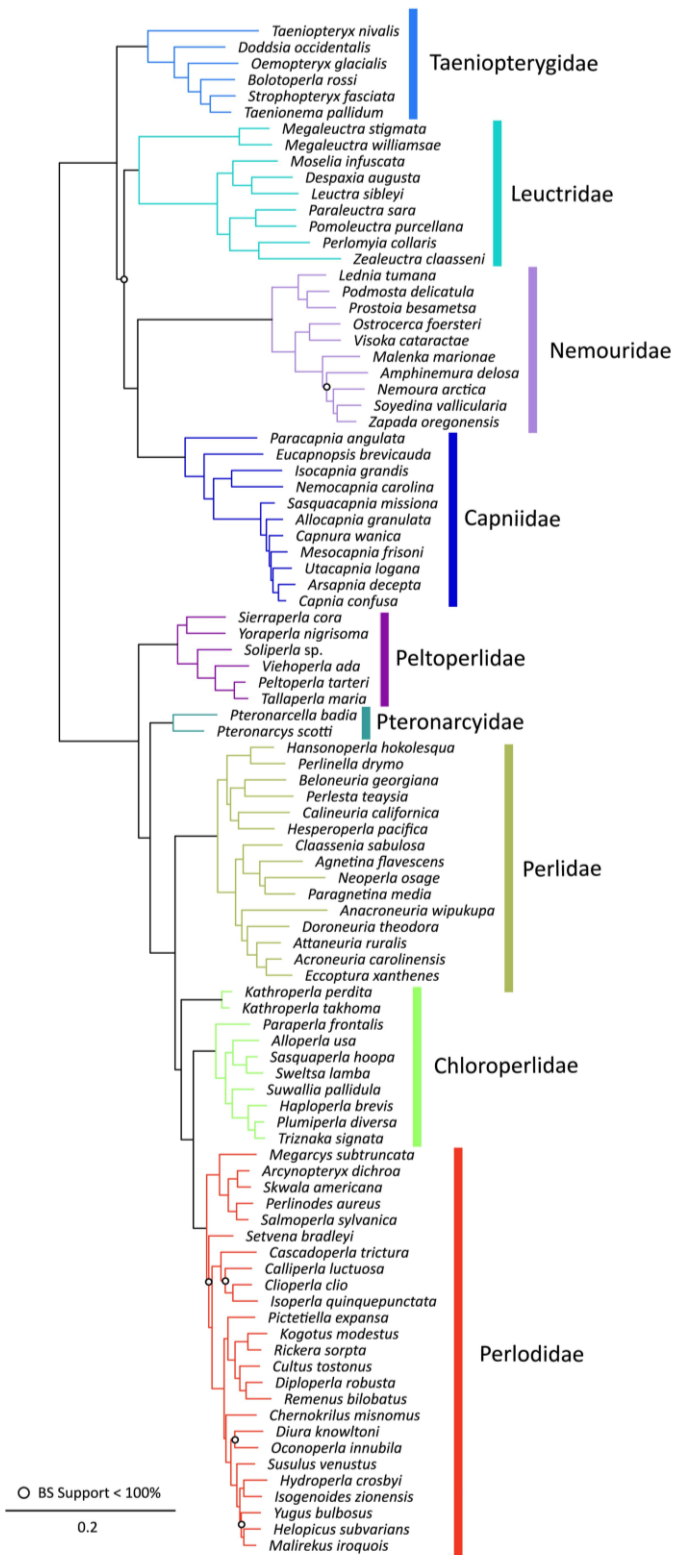 Taeniopteryx nivalis
Doddsia occidentalis
Oemopteryx glacialis
Taeniopterygidae
Bolotoperla rossi
Strophopteryx fasciata
Taenionema pallidum
Megaleuctra stigmata
Megaleuctra williamsae
Moselia infuscata
Despaxia augusta
Leuctra sibleyi
Leuctridae
Paraleuctra sara
Pomoleuctra purcellana
Perlomyia collaris
Zealeuctra claasseni
Lednia tumana
Podmosta delicatula
Prostoia besametsa
Ostrocerca foersteri
Visoka cataractae
Nemouridae
Malenka marionae
Amphinemura delosa
Nemoura arctica
Soyedina vallicularia
Zapada oregonensis
Paracapnia angulata
Eucapnopsis brevicauda
Isocapnia grandis
Nemocapnia carolina
Sasquacapnia missiona
Allocapnia granulata
Capniidae
Capnura wanica
Mesocapnia frisoni
Utacapnia logana
Arsapnia decepta
Capnia confusa
Sierraperla cora
Yoraperla nigrisoma
Soliperla sp.
Peltoperlidae
Viehoperla ada
Peltoperla tarteri
Tallaperla maria
Pteronarcella badia
Pteronarcyidae
Pteronarcys scotti
Hansonoperla hokolesqua
Perlinella drymo
Beloneuria georgiana
Perlesta teaysia
Calineuria californica
Hesperoperla pacifica
Claassenia sabulosa
Agnetina flavescens
Perlidae
Neoperla osage
Paragnetina media
Anacroneuria wipukupa
Doroneuria theodora
Attaneuria ruralis
Acroneuria carolinensis
Eccoptura xanthenes
Kathroperla perdita
Kathroperla takhoma
Paraperla frontalis
Alloperla usa
Sasquaperla hoopa
Chloroperlidae
Sweltsa lamba
Suwallia pallidula
Haploperla brevis
Plumiperla diversa
Triznaka signata
Megarcys subtruncata
Arcynopteryx dichroa
Skwala americana
Perlinodes aureus
Salmoperla sylvanica
Setvena bradleyi
Cascadoperla trictura
Calliperla luctuosa
Clioperla clio
Isoperla quinquepunctata
Pictetiella expansa
Kogotus modestus
Rickera sorpta
Perlodidae
Cultus tostonus
Diploperla robusta
Remenus bilobatus
Chernokrilus misnomus
Diura knowltoni
Oconoperla innubila
Susulus venustus
Hydroperla crosbyi
BS Support < 100%
Isogenoides zionensis
Yugus bulbosus
0.2
Helopicus subvarians
Malirekus iroquois